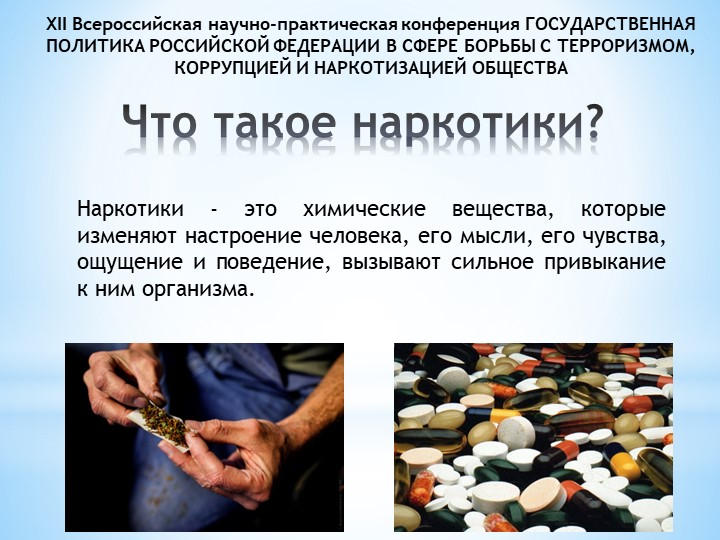 XII Всероссийская научно-практическая конференция ГОСУДАРСТВЕННАЯ
ПОЛИТИКА РОССИЙСКОЙ ФЕДЕРАЦИИ В СФЕРЕ БОРЬБЫ С ТЕРРОРИЗМОМ,
КОРРУПЦИЕЙ И НАРКОТИЗАЦИЕЙ ОБЩЕСТВА
Что такое наркотики?
Наркотики - это химические вещества, которые
изменяют настроение человека, его мысли, его чувства,
ощущение и поведение, вызывают сильное привыкание
к ним организма.